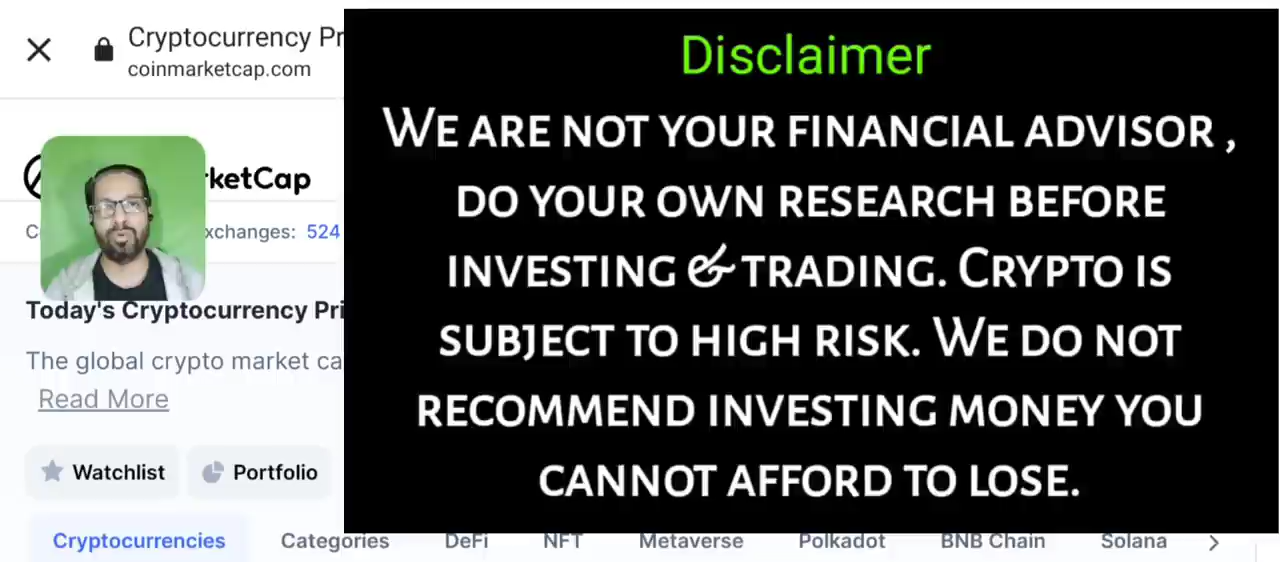 Cryptocurrency Pr
coinmarketcap.com
rketCap
xchanges: 524
Today's Cryptocurrency Pri
The global crypto market ca
Read More
Watchlist Portfolio
Cryptocurrencies Categories DeFi NFT Metaverse Polkadot BNB Chain Solana
Disclaimer
WE ARE NOT YOUR FINANCIAL ADVISOR ,
DO YOUR OWN RESEARCH BEFORE
INVESTING & TRADING. CRYPTO IS
SUBJECT TO HIGH RISK. WE DO NOT
RECOMMEND INVESTING MONEY YOU
CANNOT AFFORD TO LOSE.